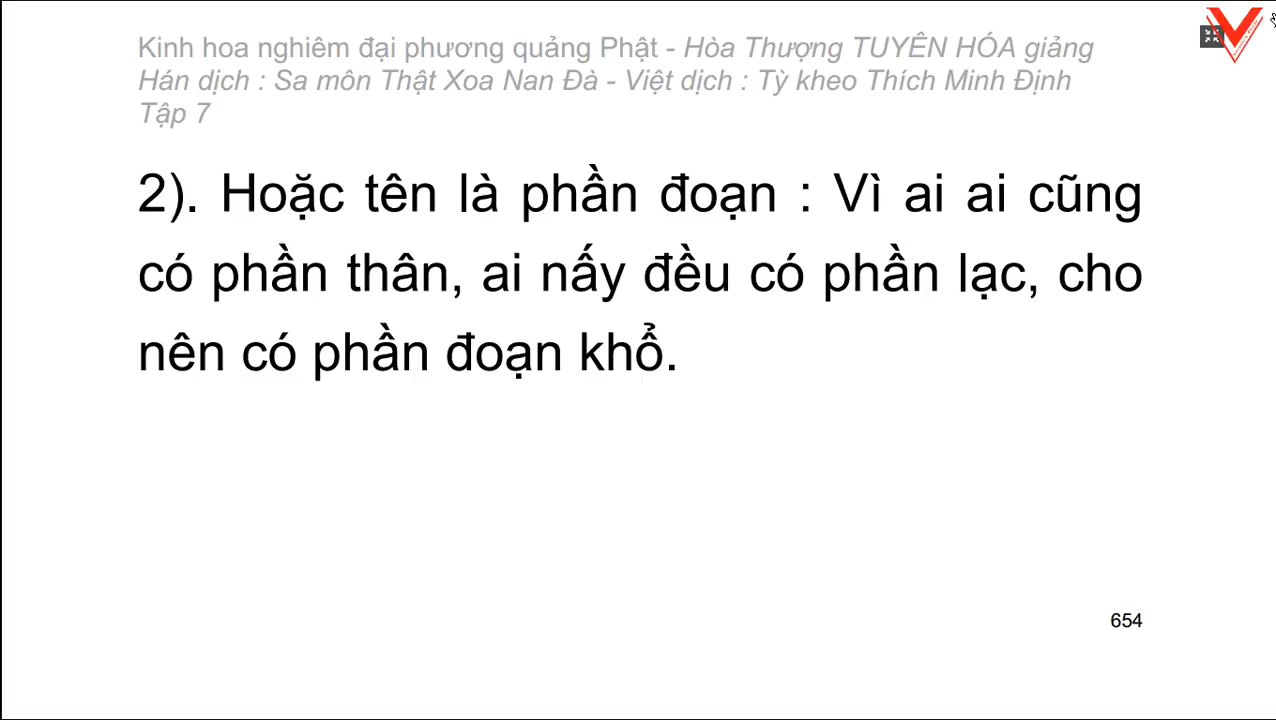 Kinh hoa nghiêm đại phương quảng Phật - Hòa Thượng TUYÊN HÓA giảng
Hán dịch : Sa môn Thật Xoa Nan Đà - Việt dịch : Tỳ kheo Thích Minh Định
Tập 7
2). Hoặc tên là phần đoạn : Vì ai ai cũng
có phần thân, ai nấy đều có phần lạc, cho
nên có phần đoạn khổ.
654